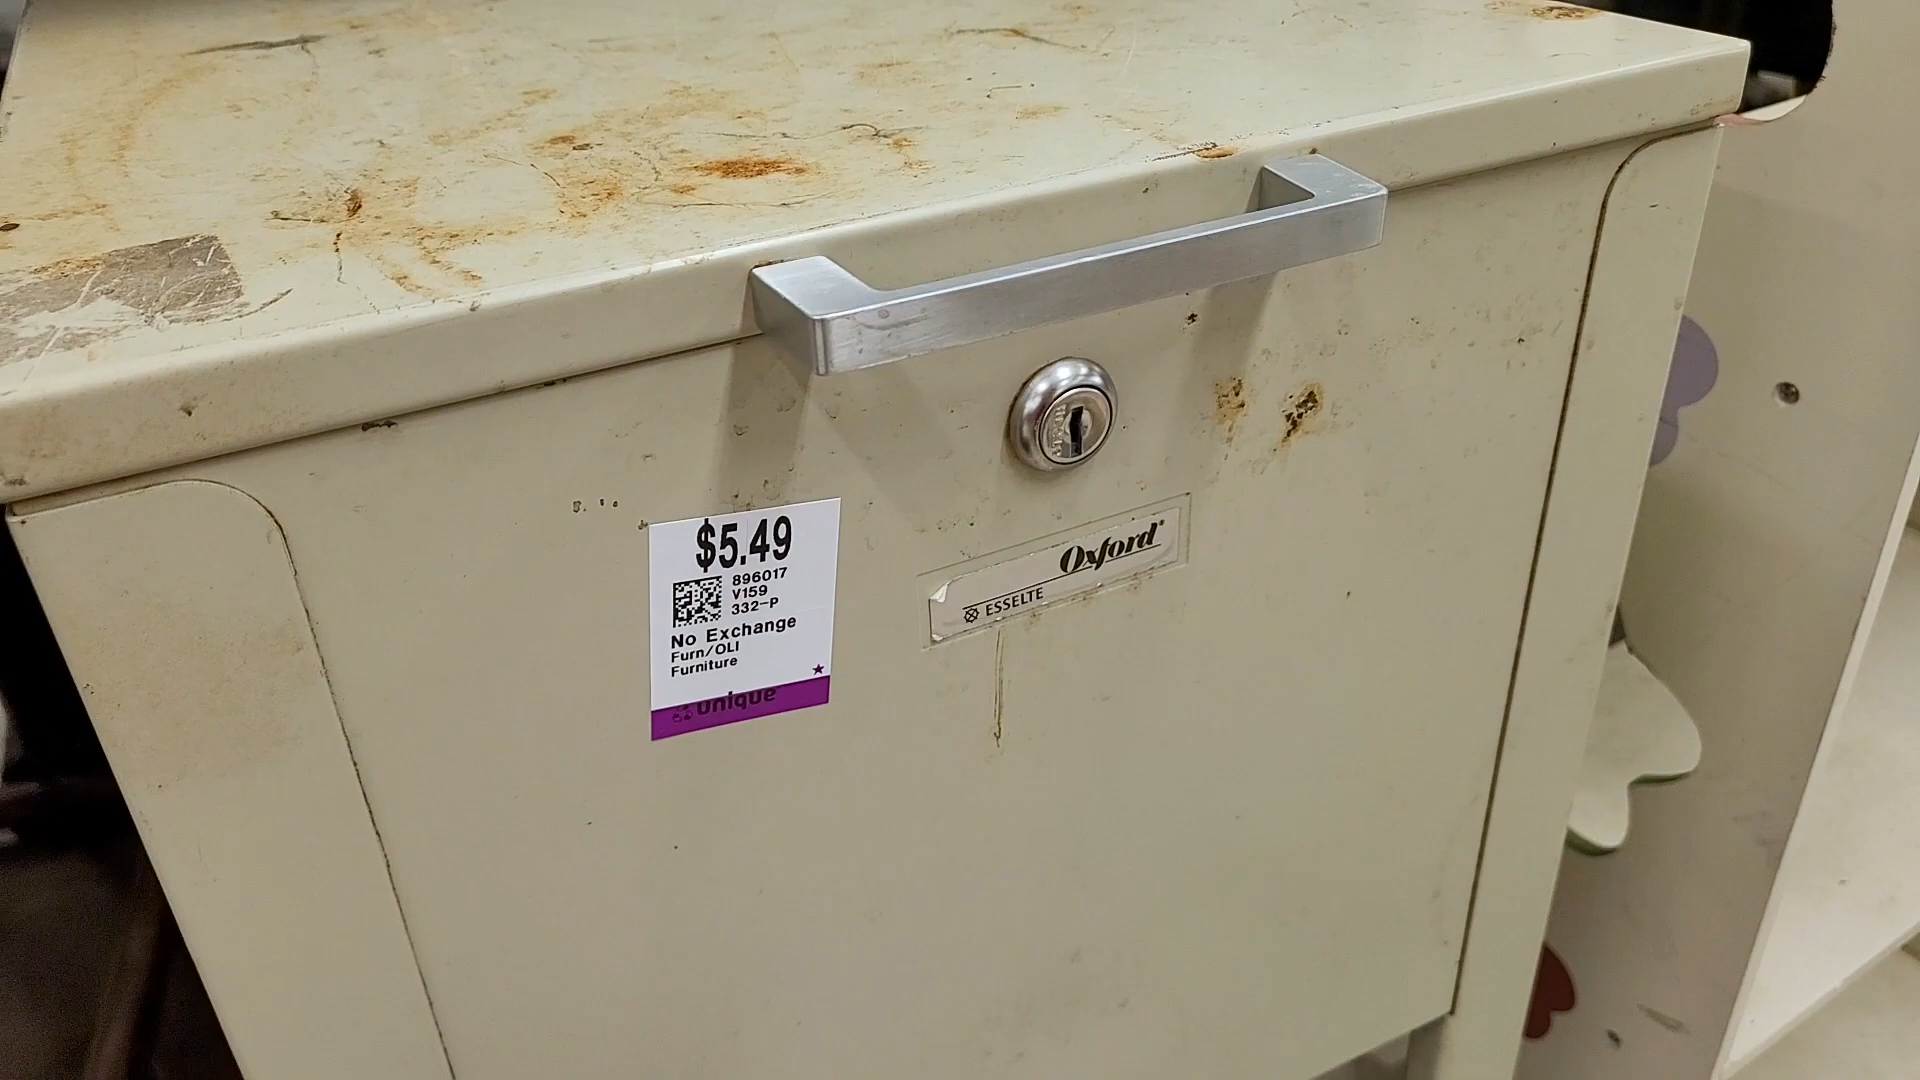 $5.49
896017
V159
332-P
No Exchange
Furn/OLI
Furniture
unique
Oxford®
ESSELTE